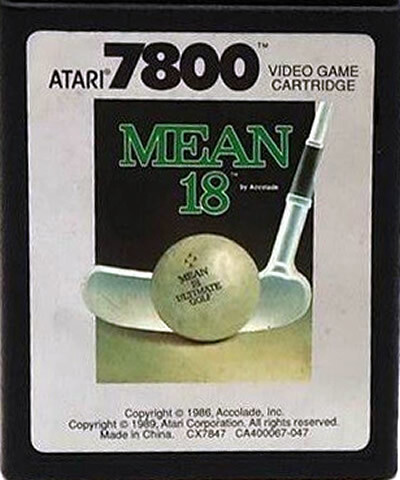 ATARI® 7800™ VIDEO GAME
CARTRIDGE
MEAN
18™ by Accolade
MEAN
18
ULTIMATE
GOLF
Copyright © 1986, Accolade, Inc.
Copyright © 1989, Atari Corporation. All rights reserved.
Made in China. CX7847 CA400067-047